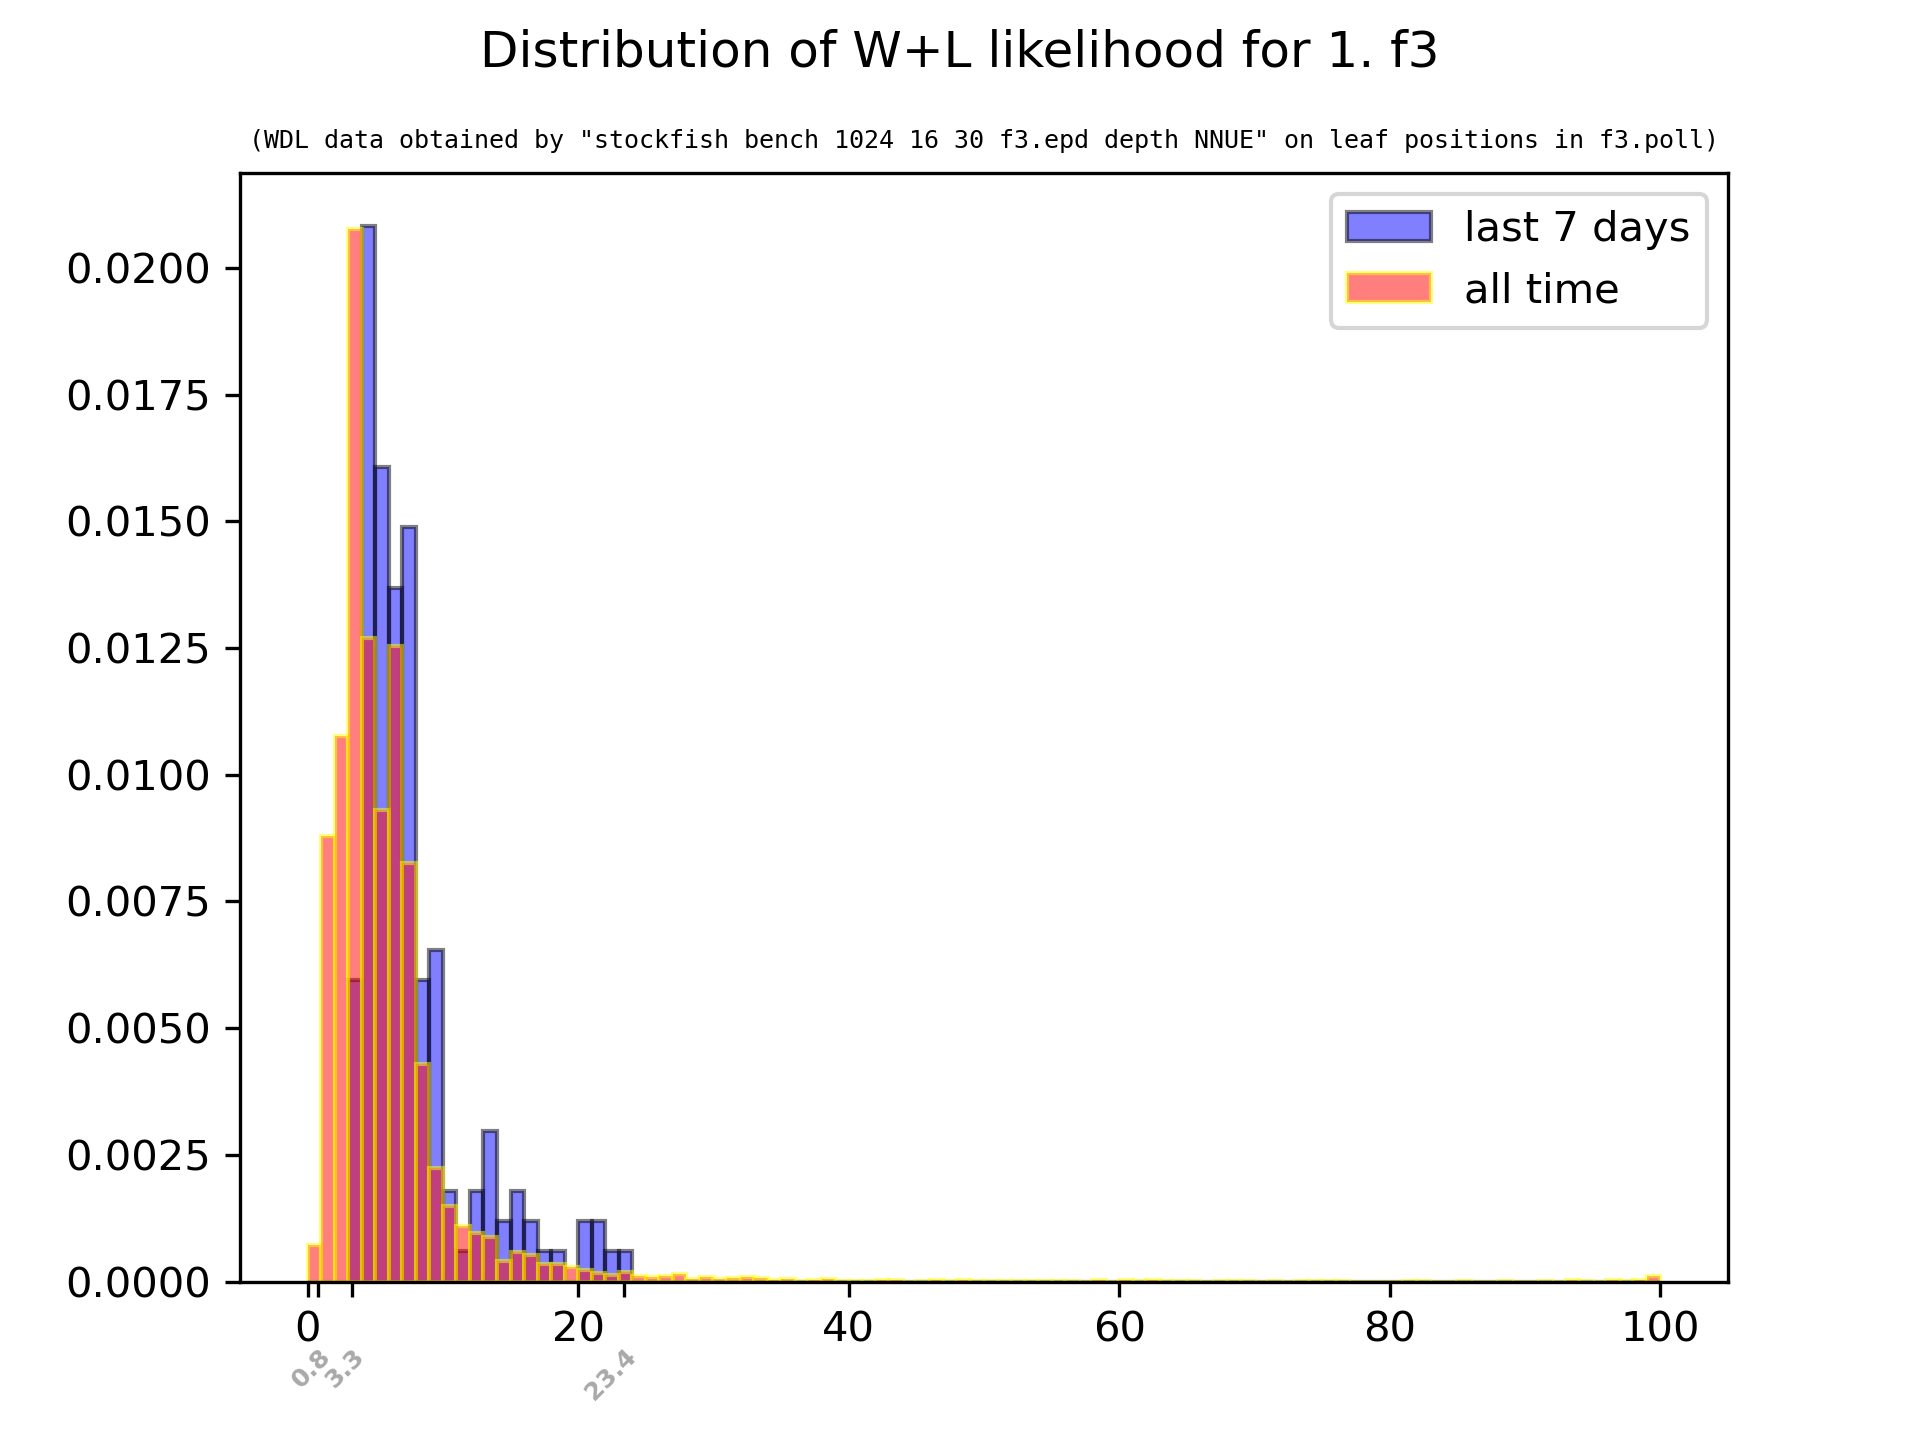 Distribution of W+L likelihood for 1. f3
(WDL data obtained by "stockfish bench 1024 16 30 f3.epd depth NNUE" on leaf positions in f3.poll)
last 7 days
all time
0.0200
0.0175
0.0150
0.0125
0.0100
0.0075
0.0050
0.0025
0.0000
0 20 40 60 80 100
0.8 3.3 23.4